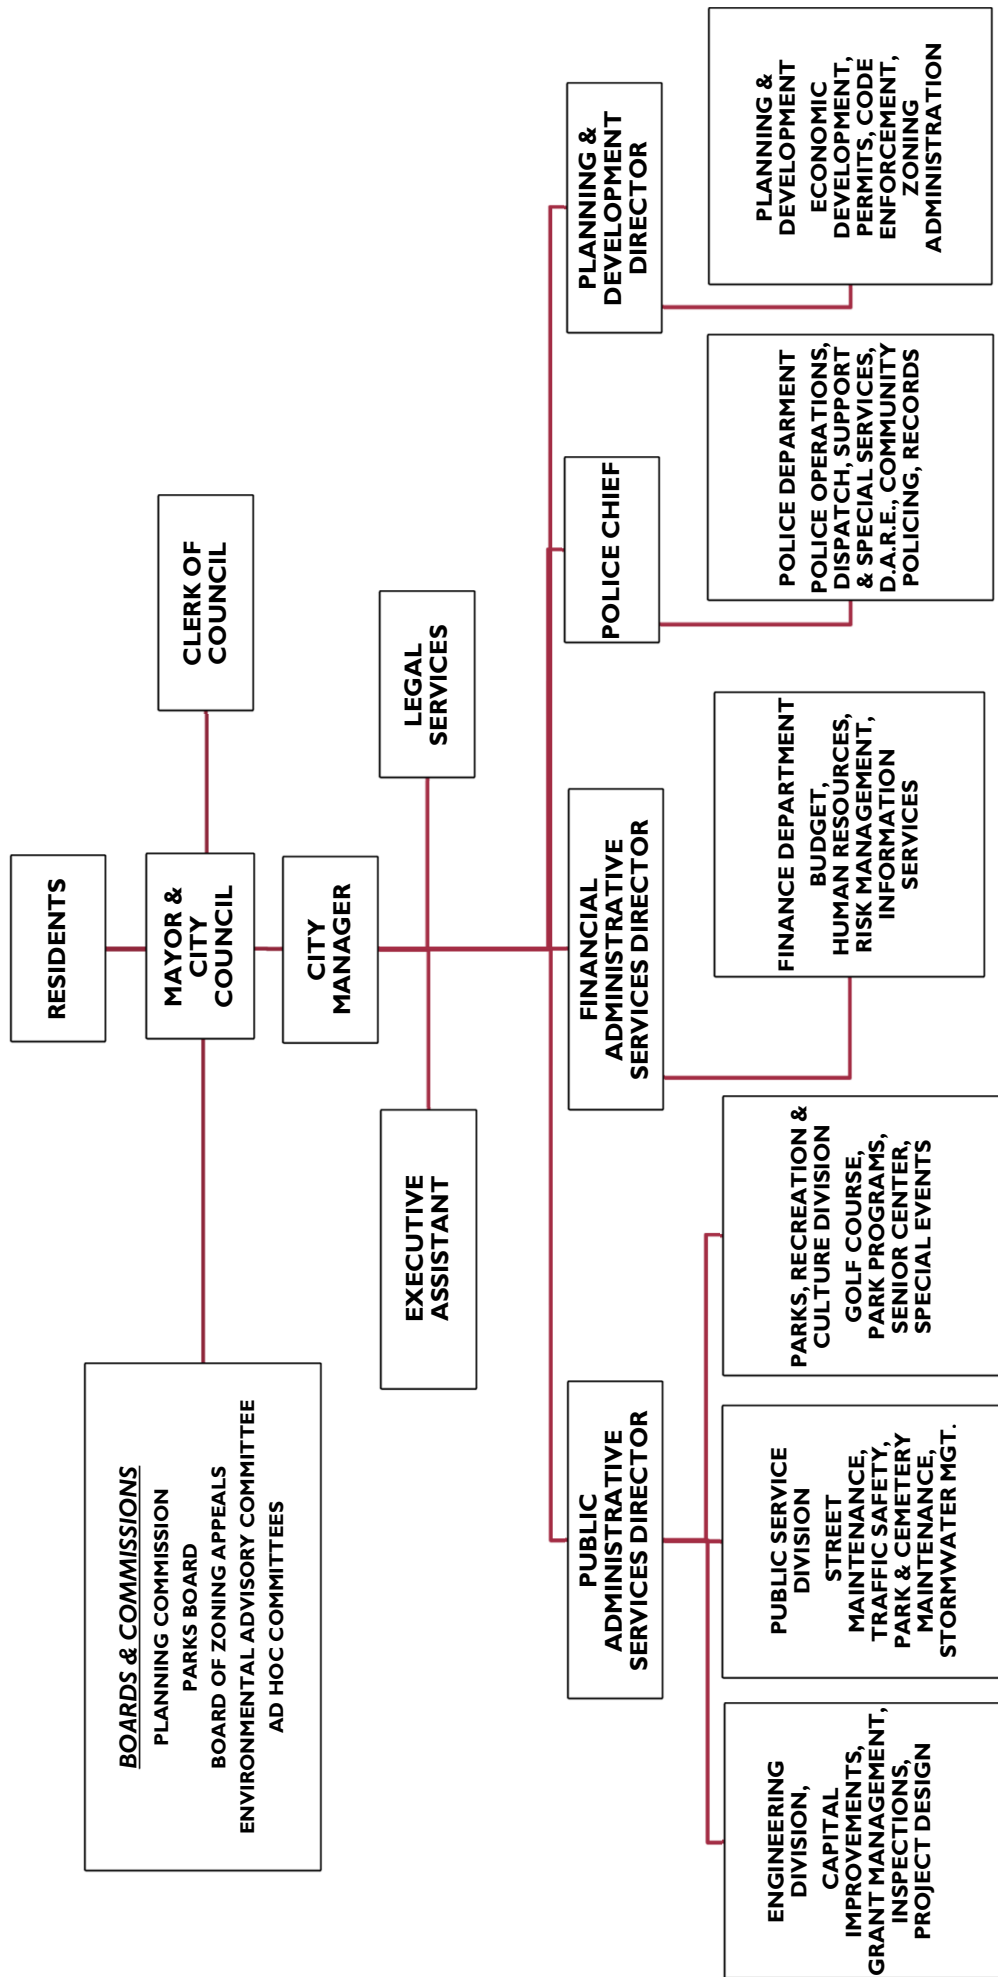 RESIDENTS
BOARDS & COMMISSIONS
PLANNING COMMISSION
PARKS BOARD
BOARD OF ZONING APPEALS
ENVIRONMENTAL ADVISORY COMMITTEE
AD HOC COMMITTEES
MAYOR &
CITY
COUNCIL
CLERK OF
COUNCIL
CITY
MANAGER
EXECUTIVE
ASSISTANT
LEGAL
SERVICES
PUBLIC
ADMINISTRATIVE
SERVICES DIRECTOR
FINANCIAL
ADMINISTRATIVE
SERVICES DIRECTOR
POLICE CHIEF
PLANNING &
DEVELOPMENT
DIRECTOR
ENGINEERING
DIVISION,
CAPITAL
IMPROVEMENTS,
GRANT MANAGEMENT,
INSPECTIONS,
PROJECT DESIGN
PUBLIC SERVICE
DIVISION
STREET
MAINTENANCE,
TRAFFIC SAFETY,
PARK & CEMETERY
MAINTENANCE,
STORMWATER MGT.
PARKS, RECREATION &
CULTURE DIVISION
GOLF COURSE,
PARK PROGRAMS,
SENIOR CENTER,
SPECIAL EVENTS
FINANCE DEPARTMENT
BUDGET,
HUMAN RESOURCES,
RISK MANAGEMENT,
INFORMATION
SERVICES
POLICE DEPARMENT
POLICE OPERATIONS,
DISPATCH, SUPPORT
& SPECIAL SERVICES,
D.A.R.E., COMMUNITY
POLICING, RECORDS
PLANNING &
DEVELOPMENT
ECONOMIC
DEVELOPMENT,
PERMITS, CODE
ENFORCEMENT,
ZONING
ADMINISTRATION